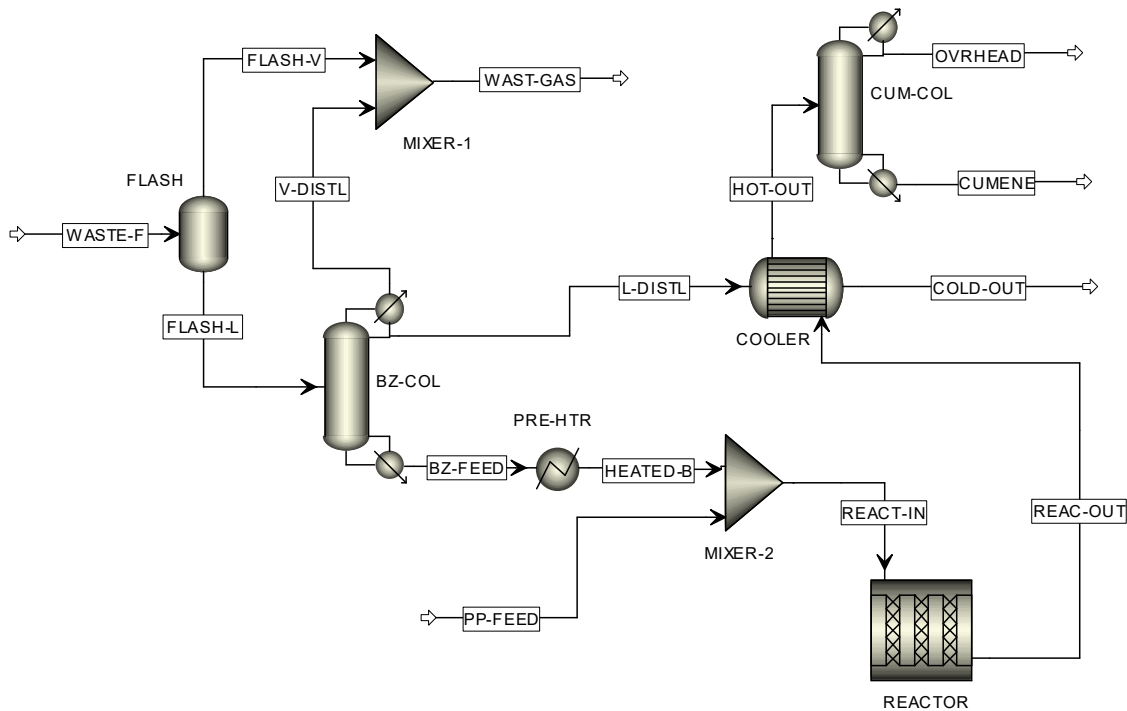 FLASH-V
WAST-GAS
MIXER-1
OVRHEAD
CUM-COL
CUMENE
FLASH
V-DISTL
HOT-OUT
WASTE-F
L-DISTL
COLD-OUT
FLASH-L
COOLER
BZ-COL
PRE-HTR
BZ-FEED
HEATED-B
REACT-IN
REAC-OUT
MIXER-2
PP-FEED
REACTOR